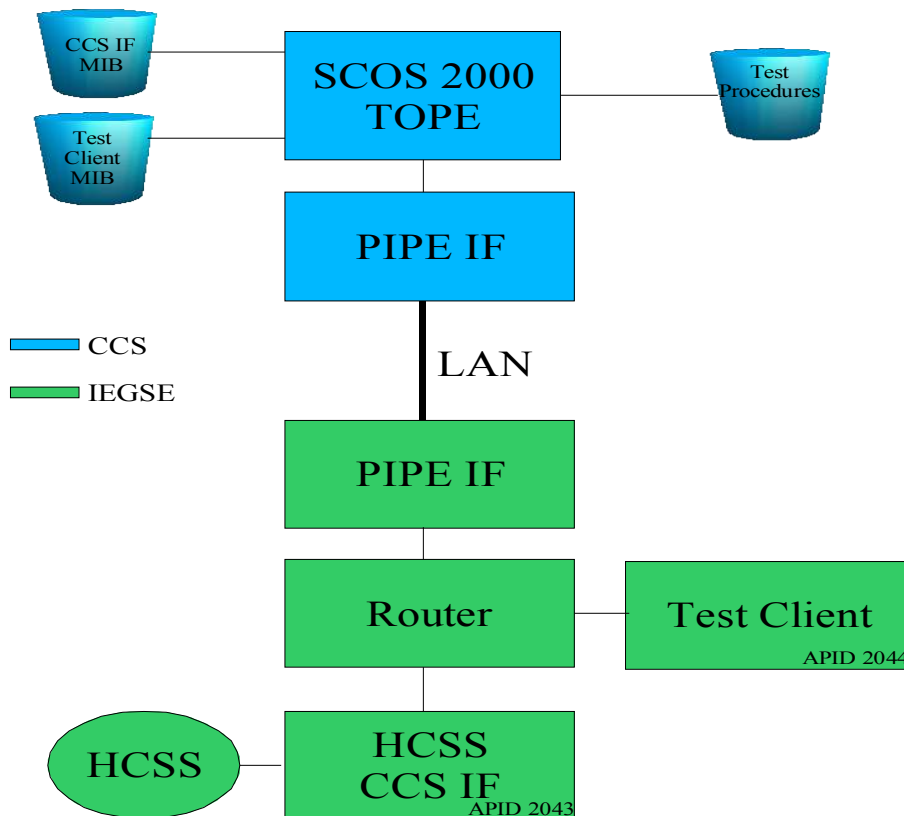 CCS IF
MIB
SCOS 2000
TOPE
Test
Procedures
Test
Client
MIB
PIPE IF
CCS
LAN
IEGSE
PIPE IF
Router
Test Client
APID 2044
HCSS
HCSS
CCS IF
APID 2043